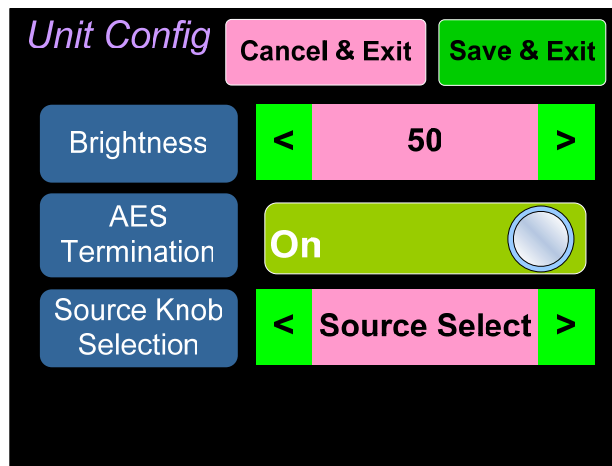 Unit Config
Cancel & Exit
Save & Exit
Brightness
< 50 >
AES
Termination
On
Source Knob
Selection
< Source Select >